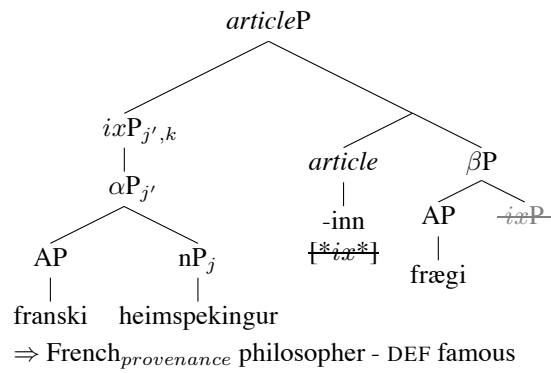 articleP
ixP_{j′,k}
article βP
αP_{j′}
-inn AP ixP
AP nP_j [*ix*]
frægi
franski heimspekingur
⇒ French_{provenance} philosopher - DEF famous